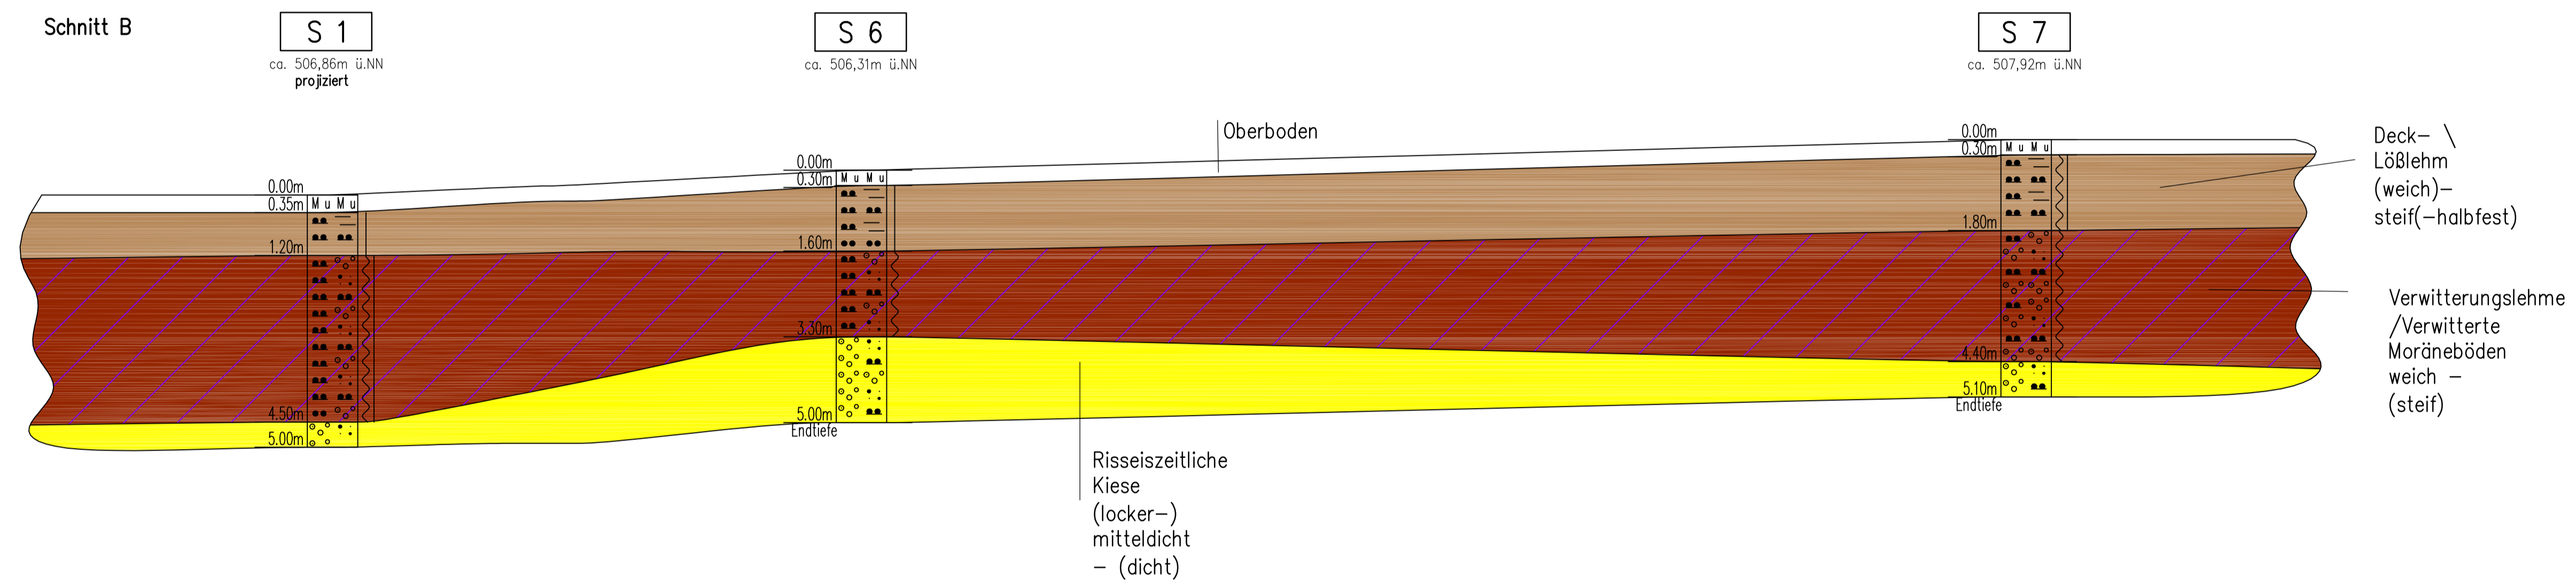 Schnitt B
S 1
ca. 506,86m ü.NN
projiziert
S 6
ca. 506,31m ü.NN
S 7
ca. 507,92m ü.NN
0.00m
0.35m
Mu Mu
1.20m
4.50m
5.00m
0.00m
0.30m
Mu Mu
1.60m
3.30m
5.00m
Endtiefe
Oberboden
0.00m
0.30m
Mu Mu
1.80m
4.40m
5.10m
Endtiefe
Deck- \
Lößlehm
(weich)-
steif(-halbfest)
Verwitterungslehme
/Verwitterte
Moräneböden
weich -
(steif)
Risseiszeitliche
Kiese
(locker-)
mitteldicht
- (dicht)